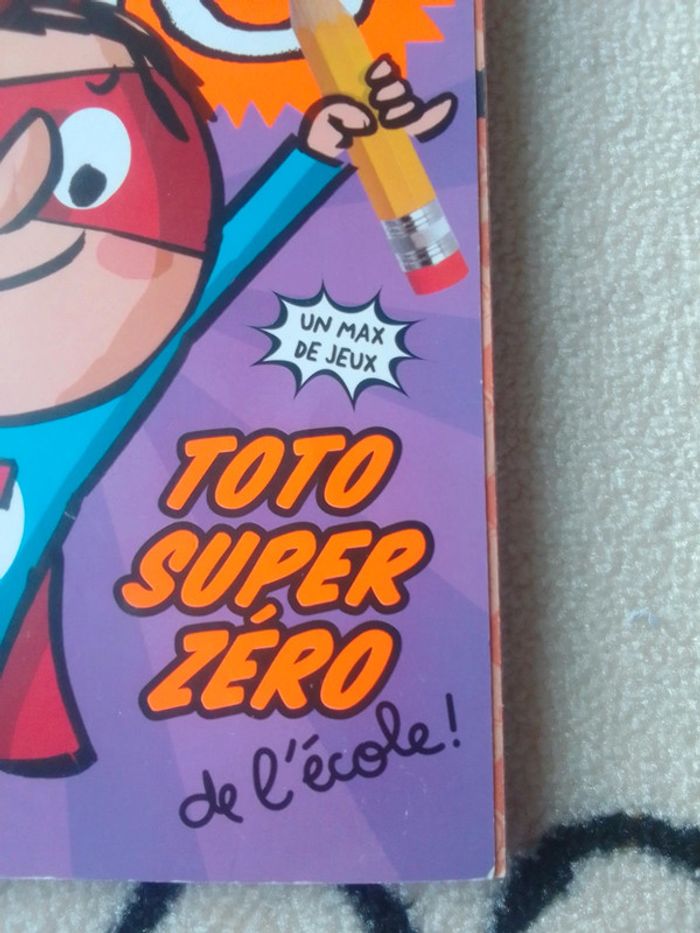 UN MAX
DE JEUX
TOTO
SUPER
ZÉRO
de l'école!